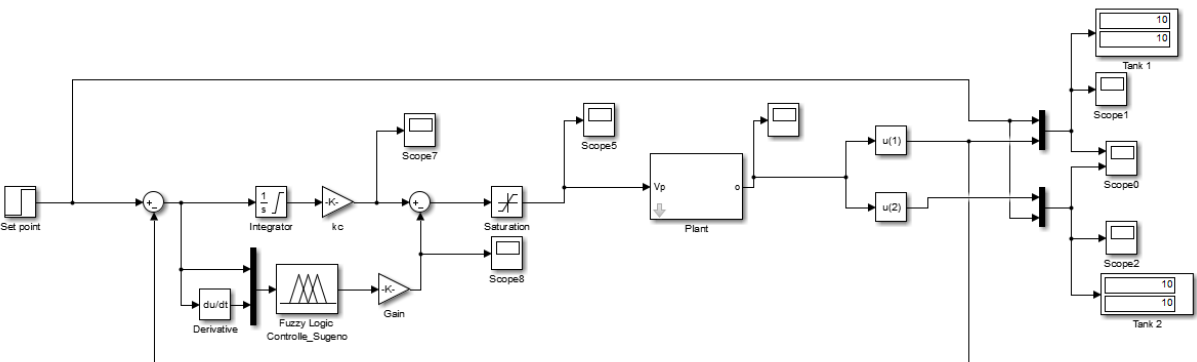 10
10
Tank 1
Scope1
Scope7
Scope5
u(1)
Vp
o
Scope0
Set point
+
-
1
s
Integrator
-K-
kc
+
-
Saturation
Plant
u(2)
Scope8
Scope2
du/dt
Derivative
Fuzzy Logic
Controlle_Sugeno
-K-
Gain
10
10
Tank 2